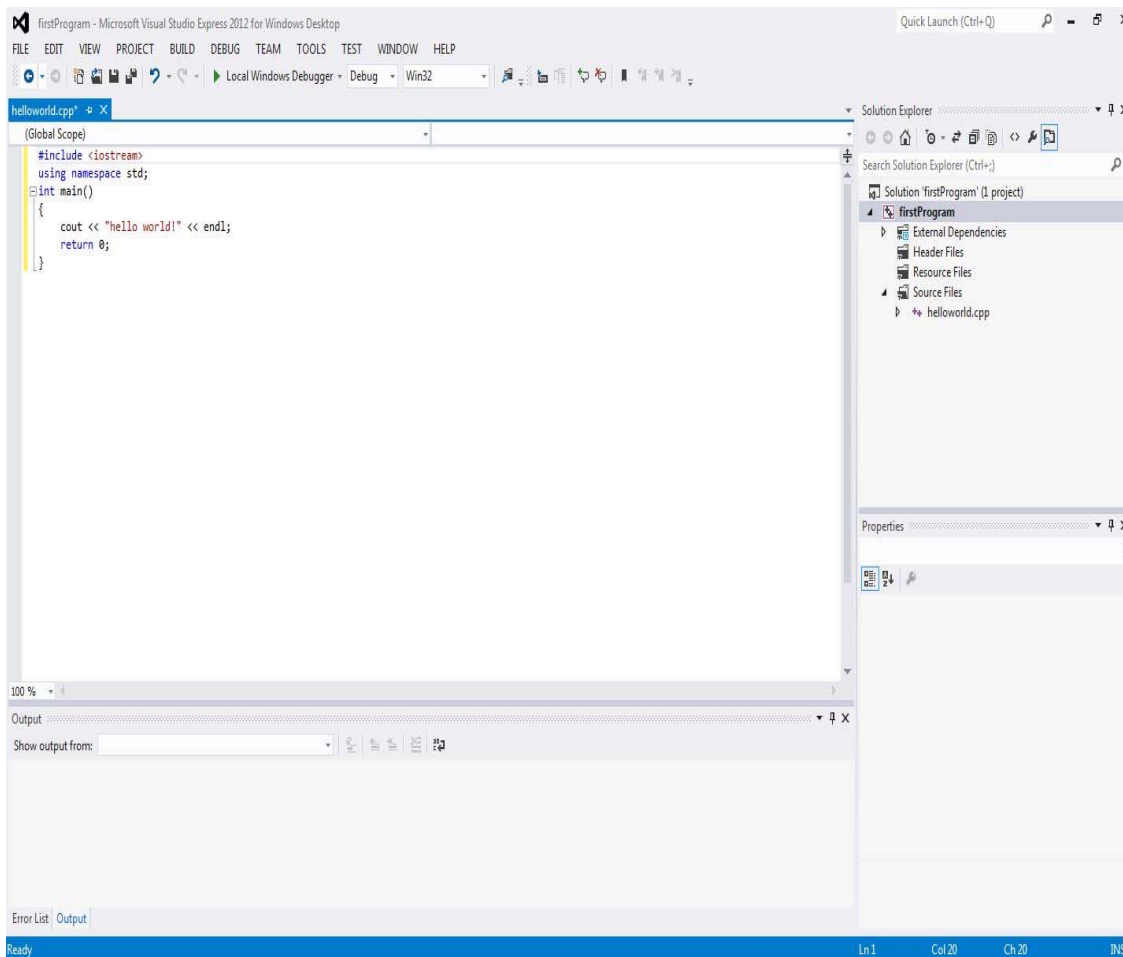 firstProgram - Microsoft Visual Studio Express 2012 for Windows Desktop
Quick Launch (Ctrl+Q)
FILE EDIT VIEW PROJECT BUILD DEBUG TEAM TOOLS TEST WINDOW HELP
Local Windows Debugger Debug Win32
helloworld.cpp*
(Global Scope)
#include <iostream>
using namespace std;
int main()
{
cout << "hello world!" << endl;
return 0;
}
100 %
Output
Show output from:
Error List Output
Solution Explorer
Search Solution Explorer (Ctrl+;)
Solution 'firstProgram' (1 project)
firstProgram
External Dependencies
Header Files
Resource Files
Source Files
helloworld.cpp
Properties
Ready
Ln 1 Col 20 Ch 20 INS